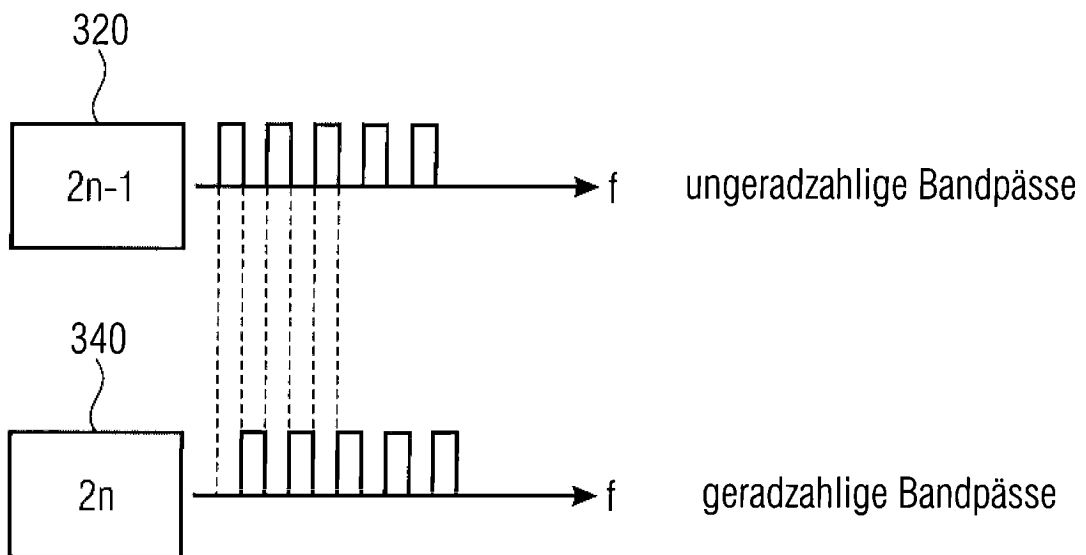 320
2n-1
f
ungeradzahlige Bandpässe
340
2n
f
geradzahlige Bandpässe